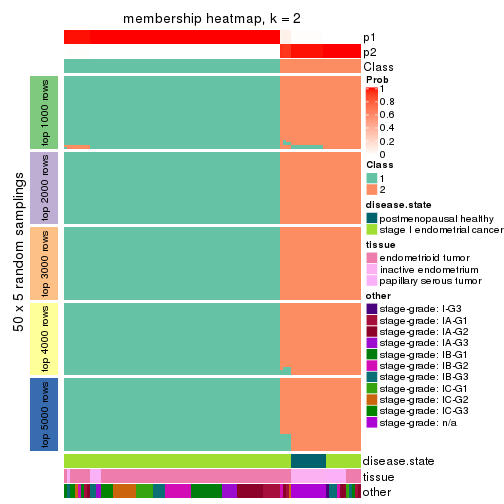 membership heatmap, k = 2
p1
p2
Class
50 x 5 random samplings
top 1000 rows
top 2000 rows
top 3000 rows
top 4000 rows
top 5000 rows
Prob
1
0.8
0.6
0.4
0.2
0
Class
1
2
disease.state
postmenopausal healthy
stage I endometrial cancer
tissue
endometrioid tumor
inactive endometrium
papillary serous tumor
other
stage-grade: I-G3
stage-grade: IA-G1
stage-grade: IA-G2
stage-grade: IA-G3
stage-grade: IB-G1
stage-grade: IB-G2
stage-grade: IB-G3
stage-grade: IC-G1
stage-grade: IC-G2
stage-grade: IC-G3
stage-grade: n/a
disease.state
tissue
other